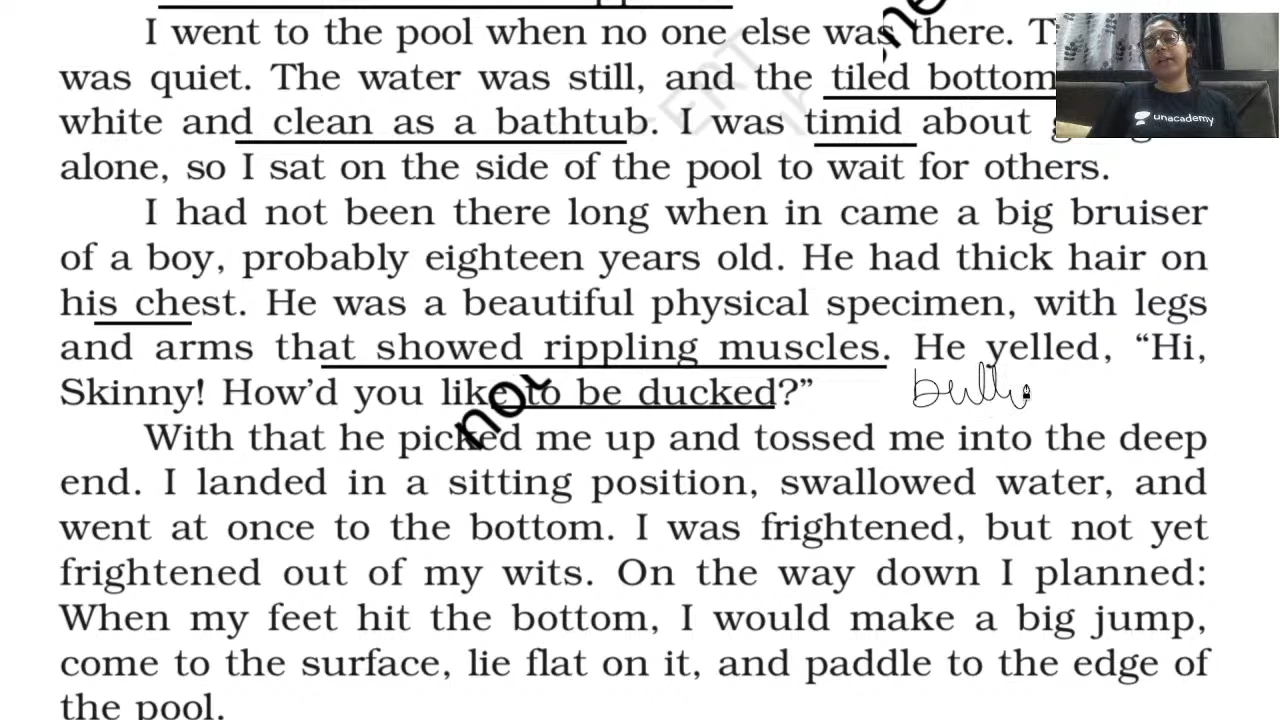 I went to the pool when no one else was there. T
was quiet. The water was still, and the tiled bottom
white and clean as a bathtub. I was timid about
alone, so I sat on the side of the pool to wait for others.
I had not been there long when in came a big bruiser
of a boy, probably eighteen years old. He had thick hair on
his chest. He was a beautiful physical specimen, with legs
and arms that showed rippling muscles. He yelled, “Hi,
Skinny! How’d you like to be ducked?”
With that he picked me up and tossed me into the deep
end. I landed in a sitting position, swallowed water, and
went at once to the bottom. I was frightened, but not yet
frightened out of my wits. On the way down I planned:
When my feet hit the bottom, I would make a big jump,
come to the surface, lie flat on it, and paddle to the edge of
the pool.
not
unacademy